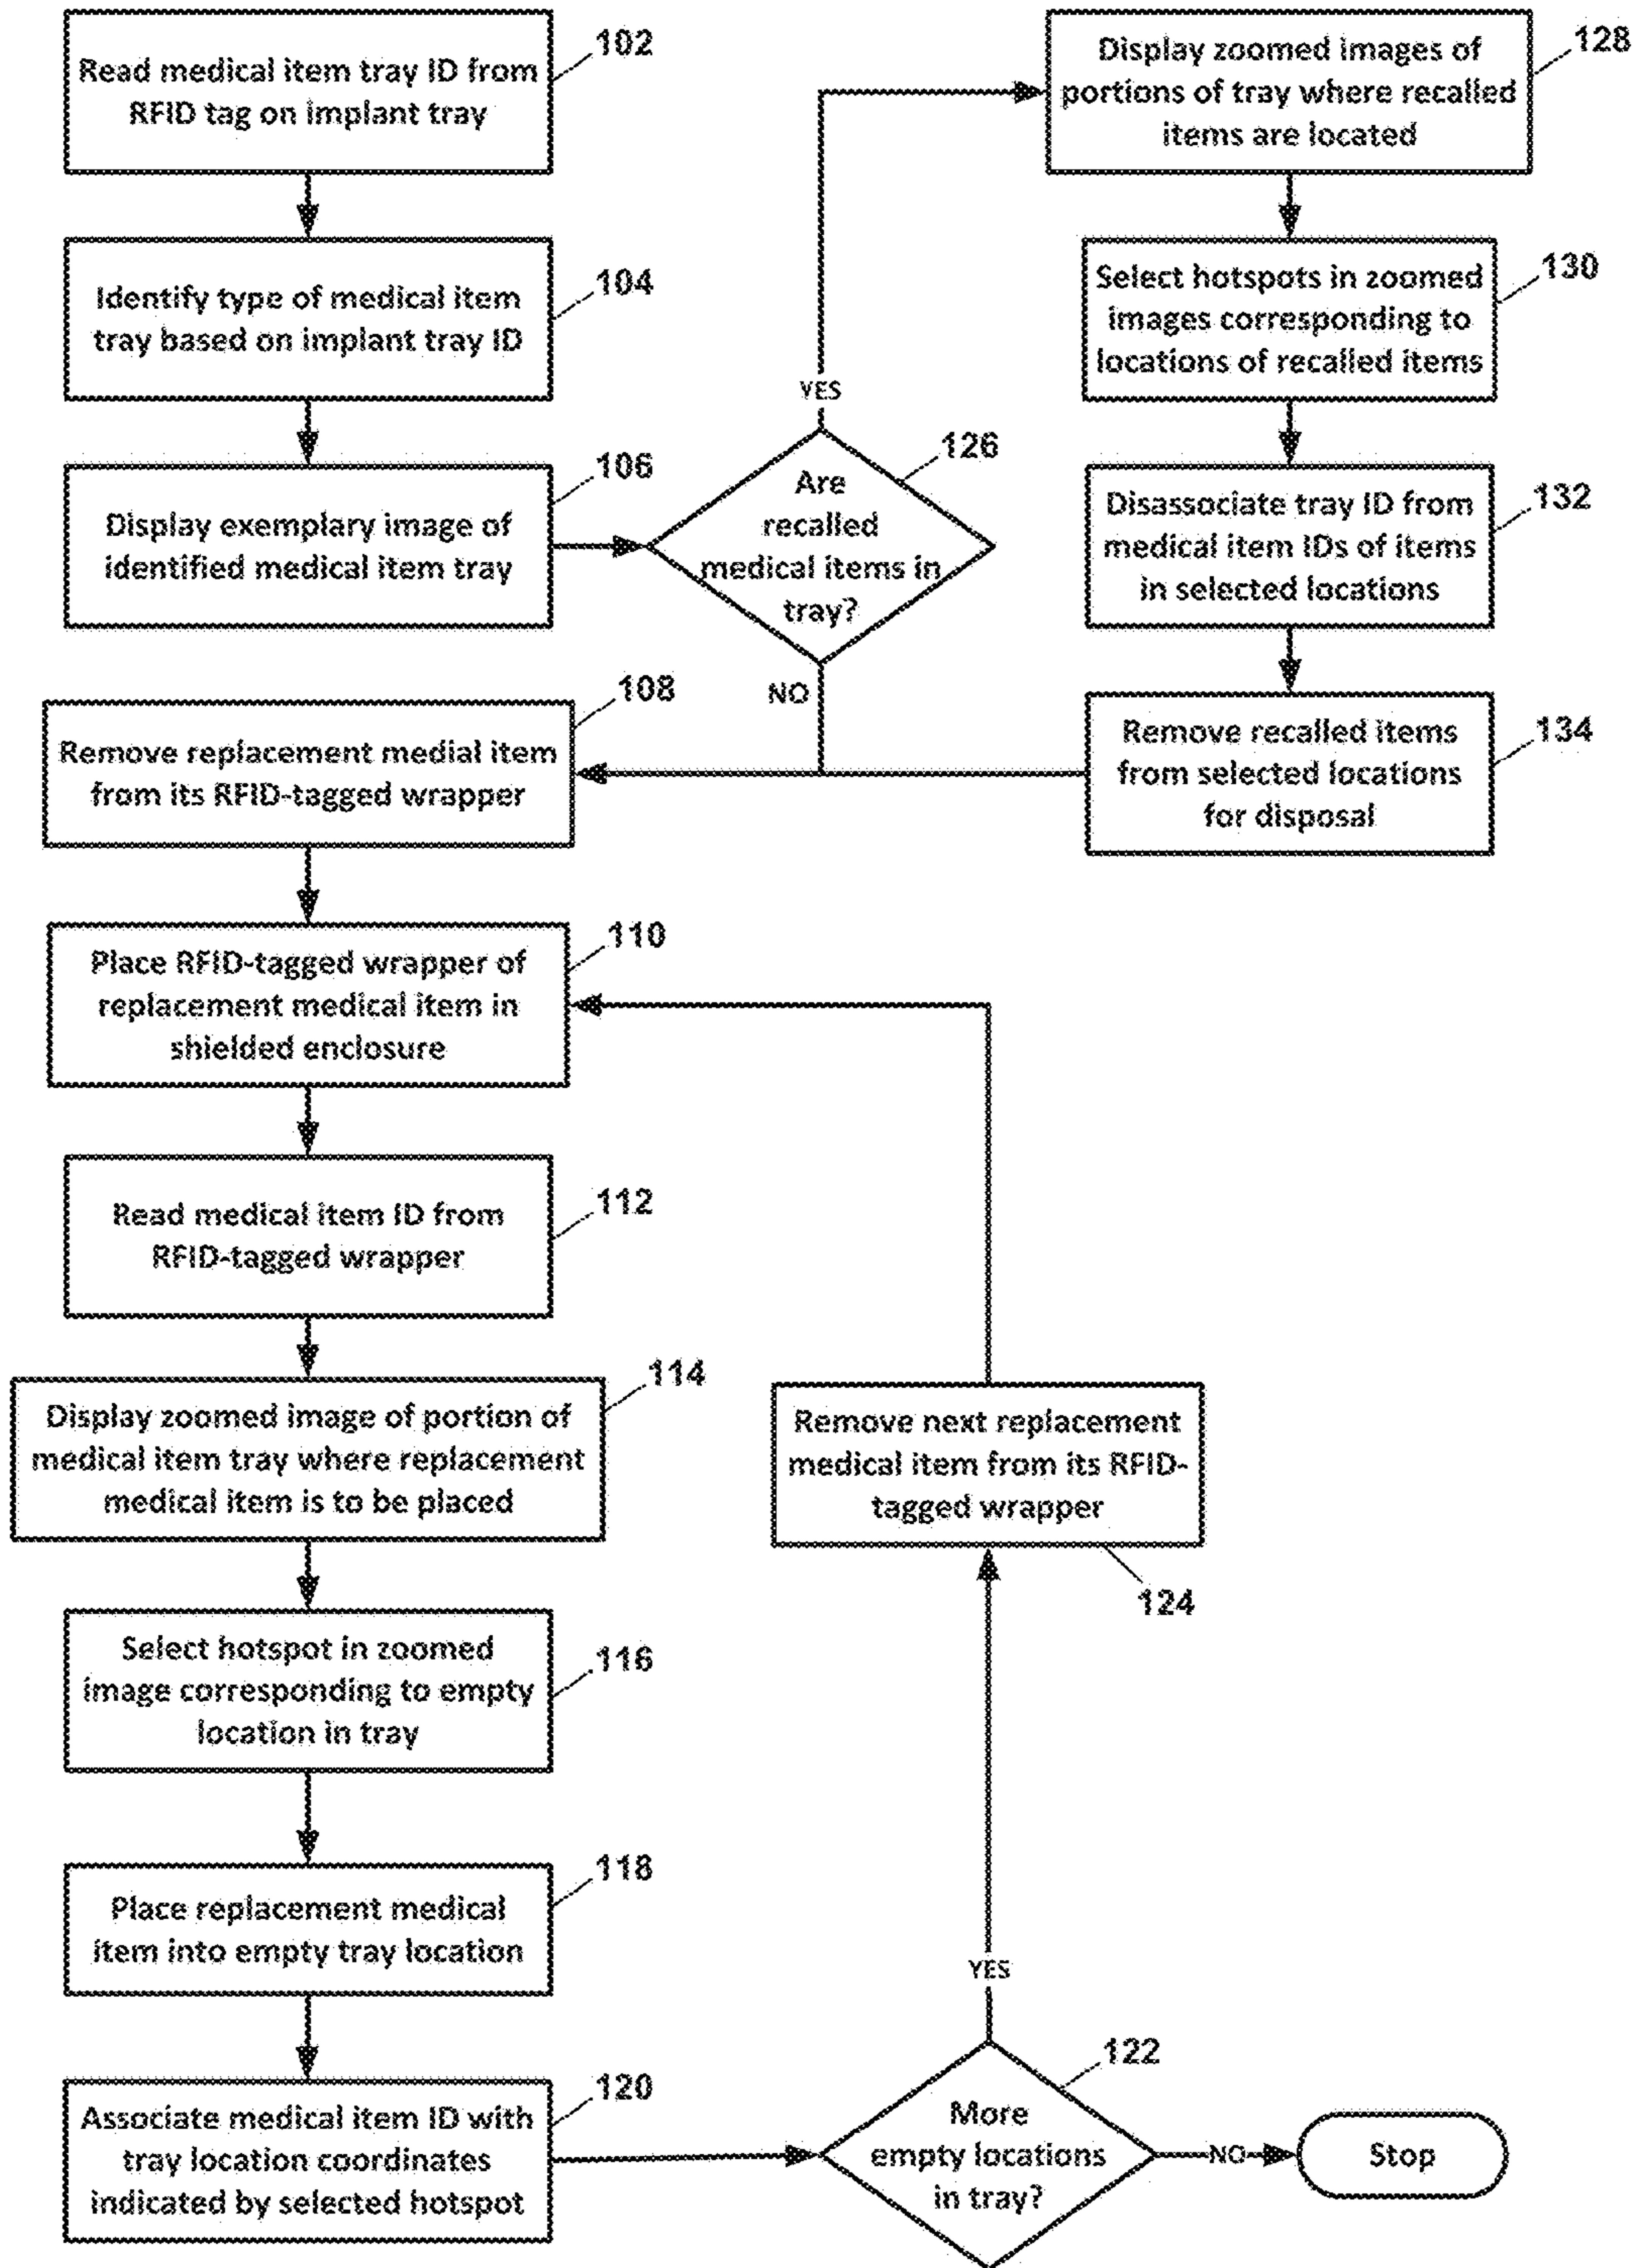 102
Read medical item tray ID from
RFID tag on implant tray
104
Identify type of medical item
tray based on implant tray ID
106
Display exemplary image of
identified medical item tray
126
Are
recalled
medical items in
tray?
YES
NO
128
Display zoomed images of
portions of tray where recalled
items are located
130
Select hotspots in zoomed
images corresponding to
locations of recalled items
132
Disassociate tray ID from
medical item IDs of items
in selected locations
134
Remove recalled items
from selected locations
for disposal
108
Remove replacement medial item
from its RFID-tagged wrapper
110
Place RFID-tagged wrapper of
replacement medical item in
shielded enclosure
112
Read medical item ID from
RFID-tagged wrapper
114
Display zoomed image of portion of
medical item tray where replacement
medical item is to be placed
116
Select hotspot in zoomed
image corresponding to empty
location in tray
118
Place replacement medical
item into empty tray location
120
Associate medical item ID with
tray location coordinates
indicated by selected hotspot
122
More
empty locations
in tray?
YES
NO
124
Remove next replacement
medical item from its RFID-
tagged wrapper
Stop